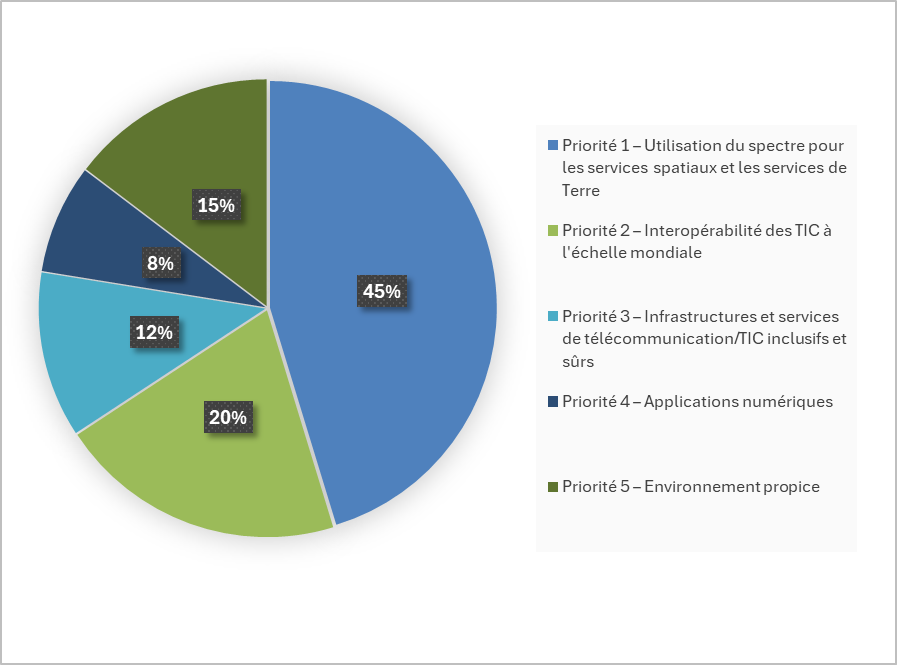 15%
8%
45%
12%
20%
Priorité 1 – Utilisation du spectre pour
les services spatiaux et les services de
Terre
Priorité 2 – Interopérabilité des TIC à
l'échelle mondiale
Priorité 3 – Infrastructures et services
de télécommunication/TIC inclusifs et
sûrs
Priorité 4 – Applications numériques
Priorité 5 – Environnement propice